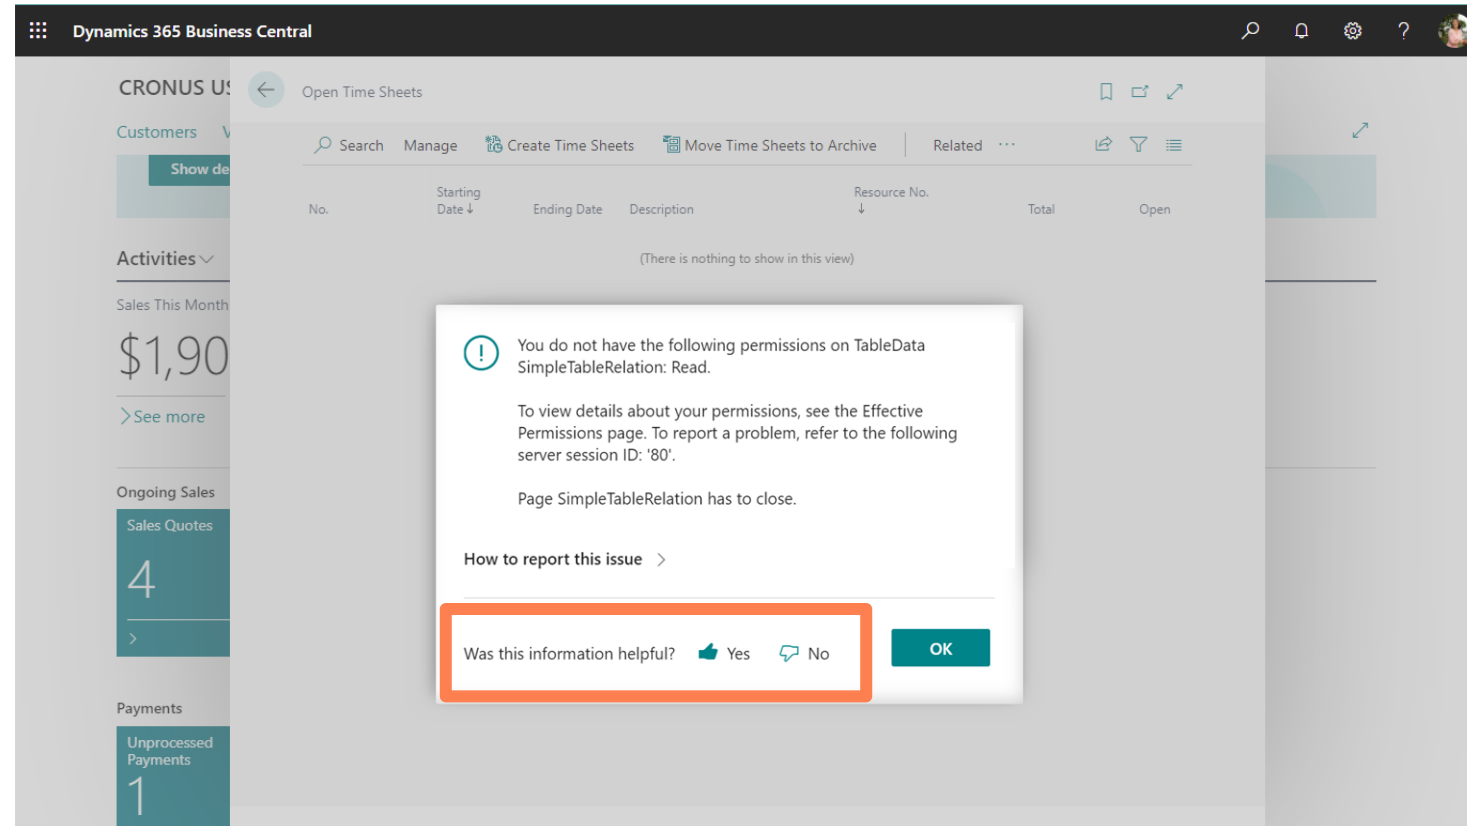 Dynamics 365 Business Central
?
CRONUS US
Open Time Sheets
Customers
Search Manage Create Time Sheets Move Time Sheets to Archive Related ...
Show de
No. Starting Date Ending Date Description Resource No. Total Open
Activities
(There is nothing to show in this view)
Sales This Month
$1,90
See more
You do not have the following permissions on TableData
SimpleTableRelation: Read.
To view details about your permissions, see the Effective
Permissions page. To report a problem, refer to the following
server session ID: '80'.
Page SimpleTableRelation has to close.
How to report this issue
Ongoing Sales
Sales Quotes
4
Was this information helpful? Yes No OK
Payments
Unprocessed
Payments
1